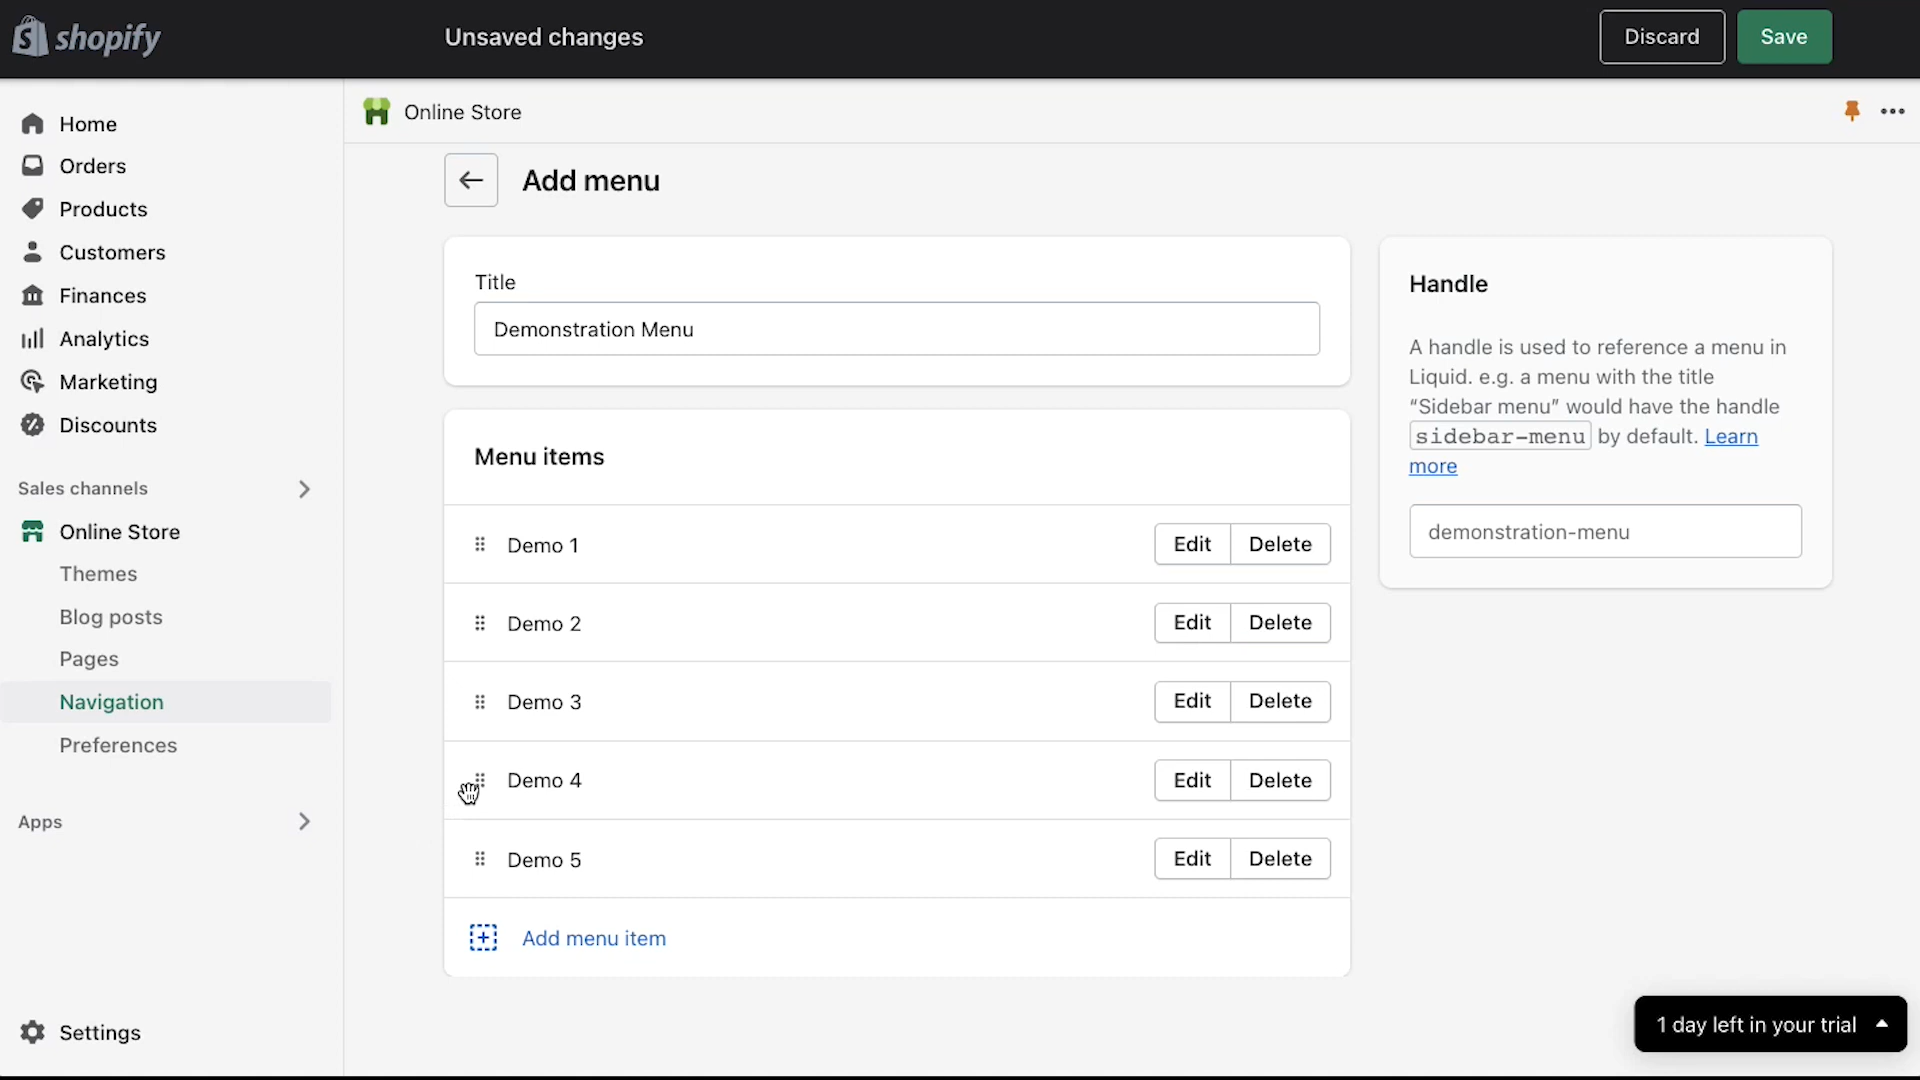 shopify
Unsaved changes
Discard
Save
Home
Orders
Products
Customers
Finances
Analytics
Marketing
Discounts
Sales channels
Online Store
Themes
Blog posts
Pages
Navigation
Preferences
Apps
Settings
Online Store
Add menu
Title
Demonstration Menu
Menu items
Demo 1
Edit
Delete
Demo 2
Edit
Delete
Demo 3
Edit
Delete
Demo 4
Edit
Delete
Demo 5
Edit
Delete
Add menu item
Handle
A handle is used to reference a menu in
Liquid. e.g. a menu with the title
“Sidebar menu” would have the handle
sidebar-menu by default. Learn
more
demonstration-menu
1 day left in your trial